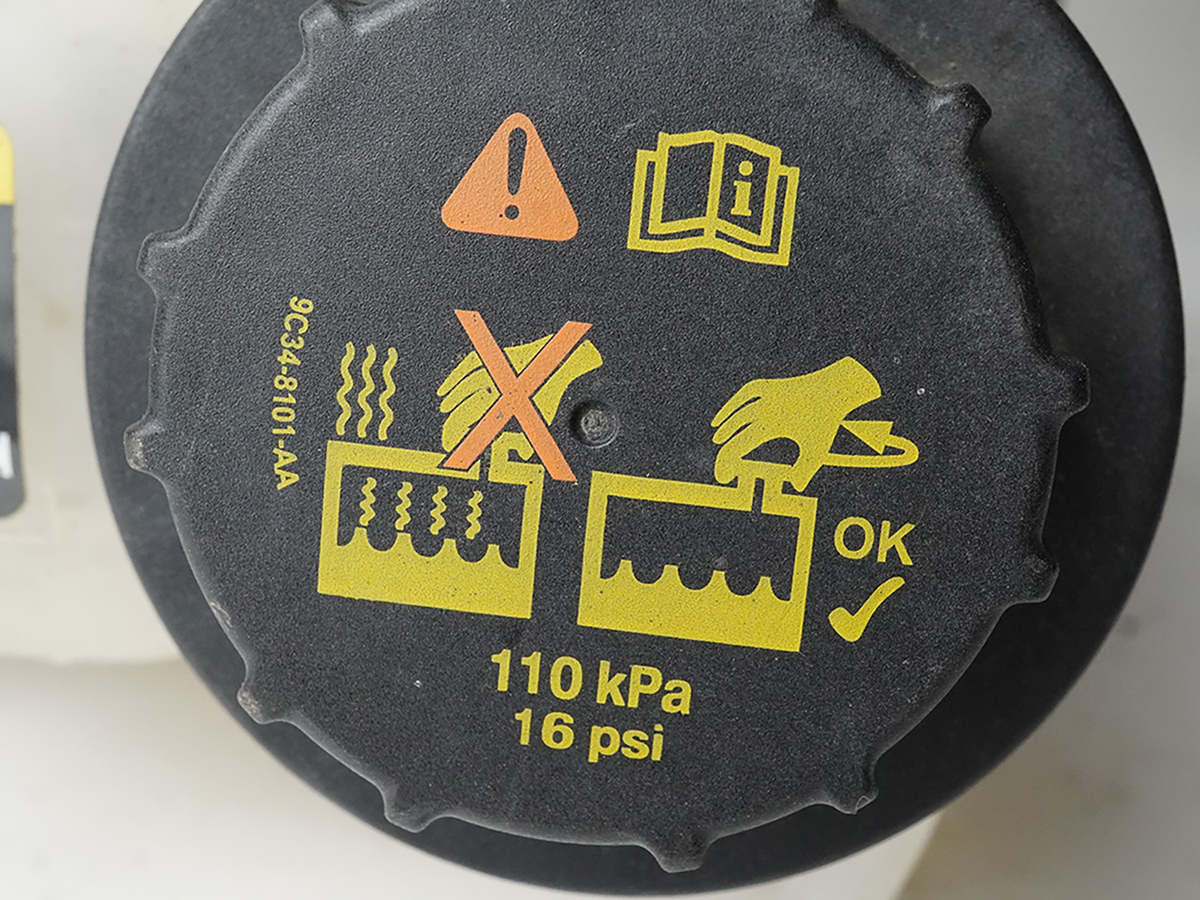 i
9C34-8101-AA
OK
110 kPa
16 psi